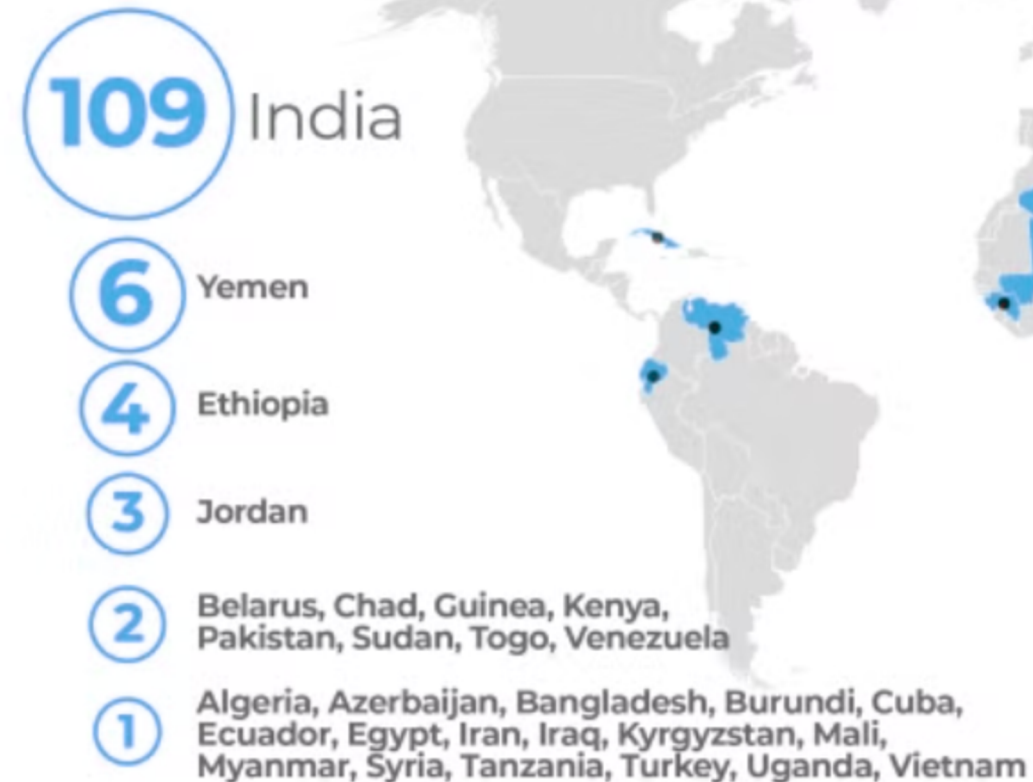 109 India
6 Yemen
4 Ethiopia
3 Jordan
2 Belarus, Chad, Guinea, Kenya,
Pakistan, Sudan, Togo, Venezuela
1 Algeria, Azerbaijan, Bangladesh, Burundi, Cuba,
Ecuador, Egypt, Iran, Iraq, Kyrgyzstan, Mali,
Myanmar, Syria, Tanzania, Turkey, Uganda, Vietnam